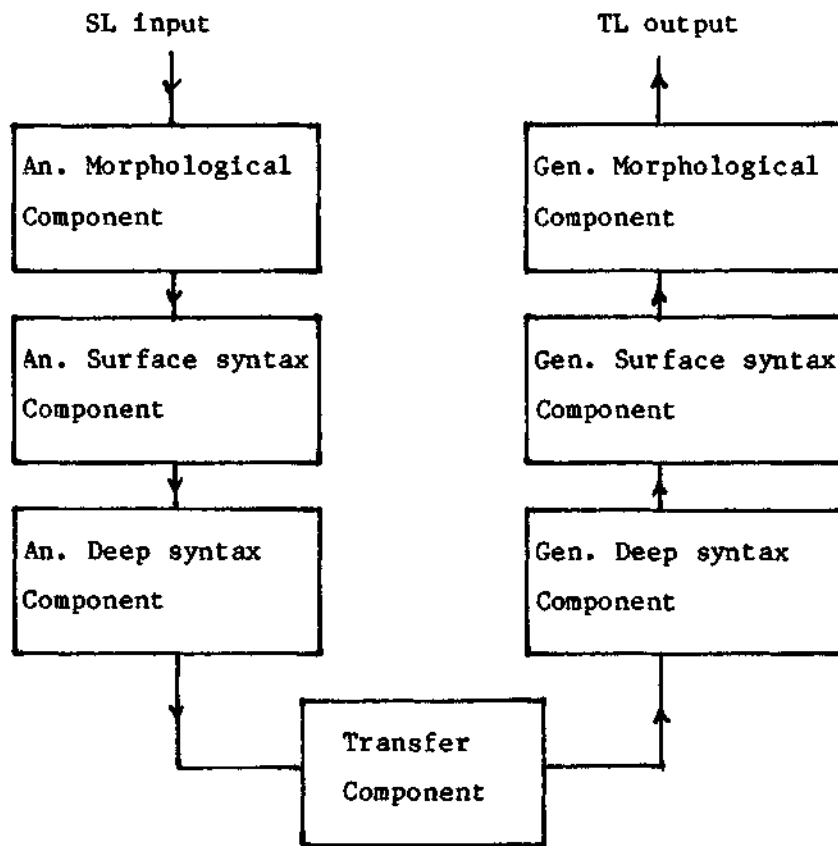 SL input
An. Morphological
Component
An. Surface syntax
Component
An. Deep syntax
Component
Transfer
Component
Gen. Deep syntax
Component
Gen. Surface syntax
Component
Gen. Morphological
Component
TL output